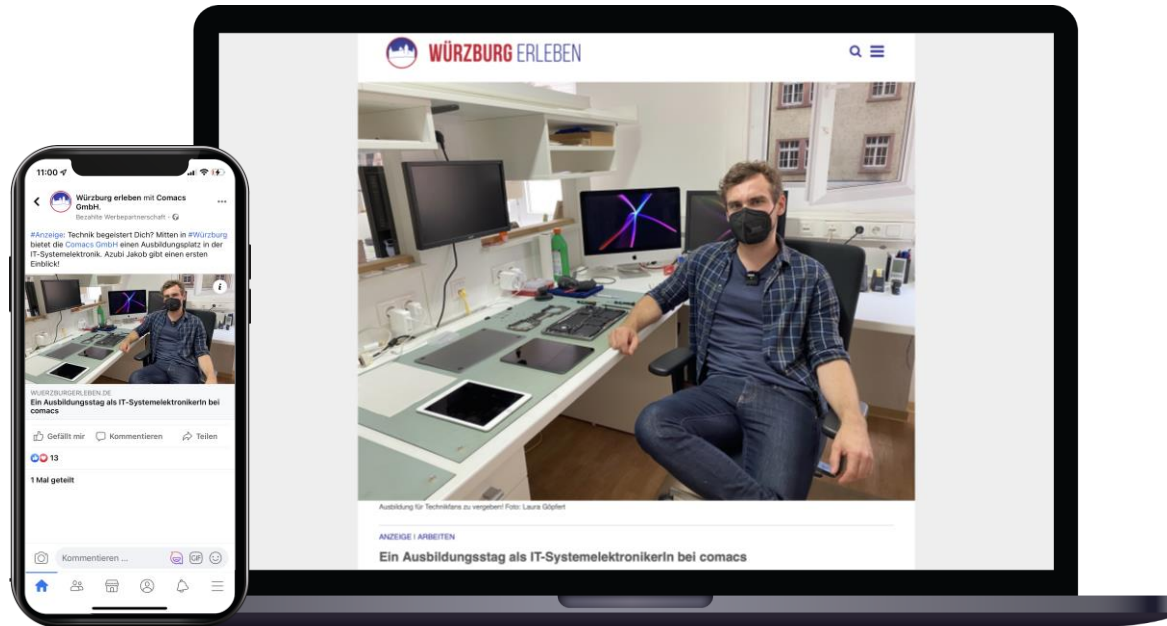 11:00
Würzburg erleben mit Comacs
GmbH.
Bezahlte Werbepartnerschaft ·
#Anzeige: Technik begeistert Dich? Mitten in #Würzburg
bietet die Comacs GmbH einen Ausbildungsplatz in der
IT-Systemelektronik. Azubi Jakob gibt einen ersten
Einblick!
WUERZBURGERLEBEN.DE
Ein Ausbildungsstag als IT-SystemelektronikerIn bei
comacs
Gefällt mir Kommentieren Teilen
13
1 Mal geteilt
Kommentieren ... GIF
WÜRZBURG ERLEBEN
Ausbildung für Technikfans zu vergeben! Foto: Laura Göpfert
ANZEIGE | ARBEITEN
Ein Ausbildungsstag als IT-SystemelektronikerIn bei comacs